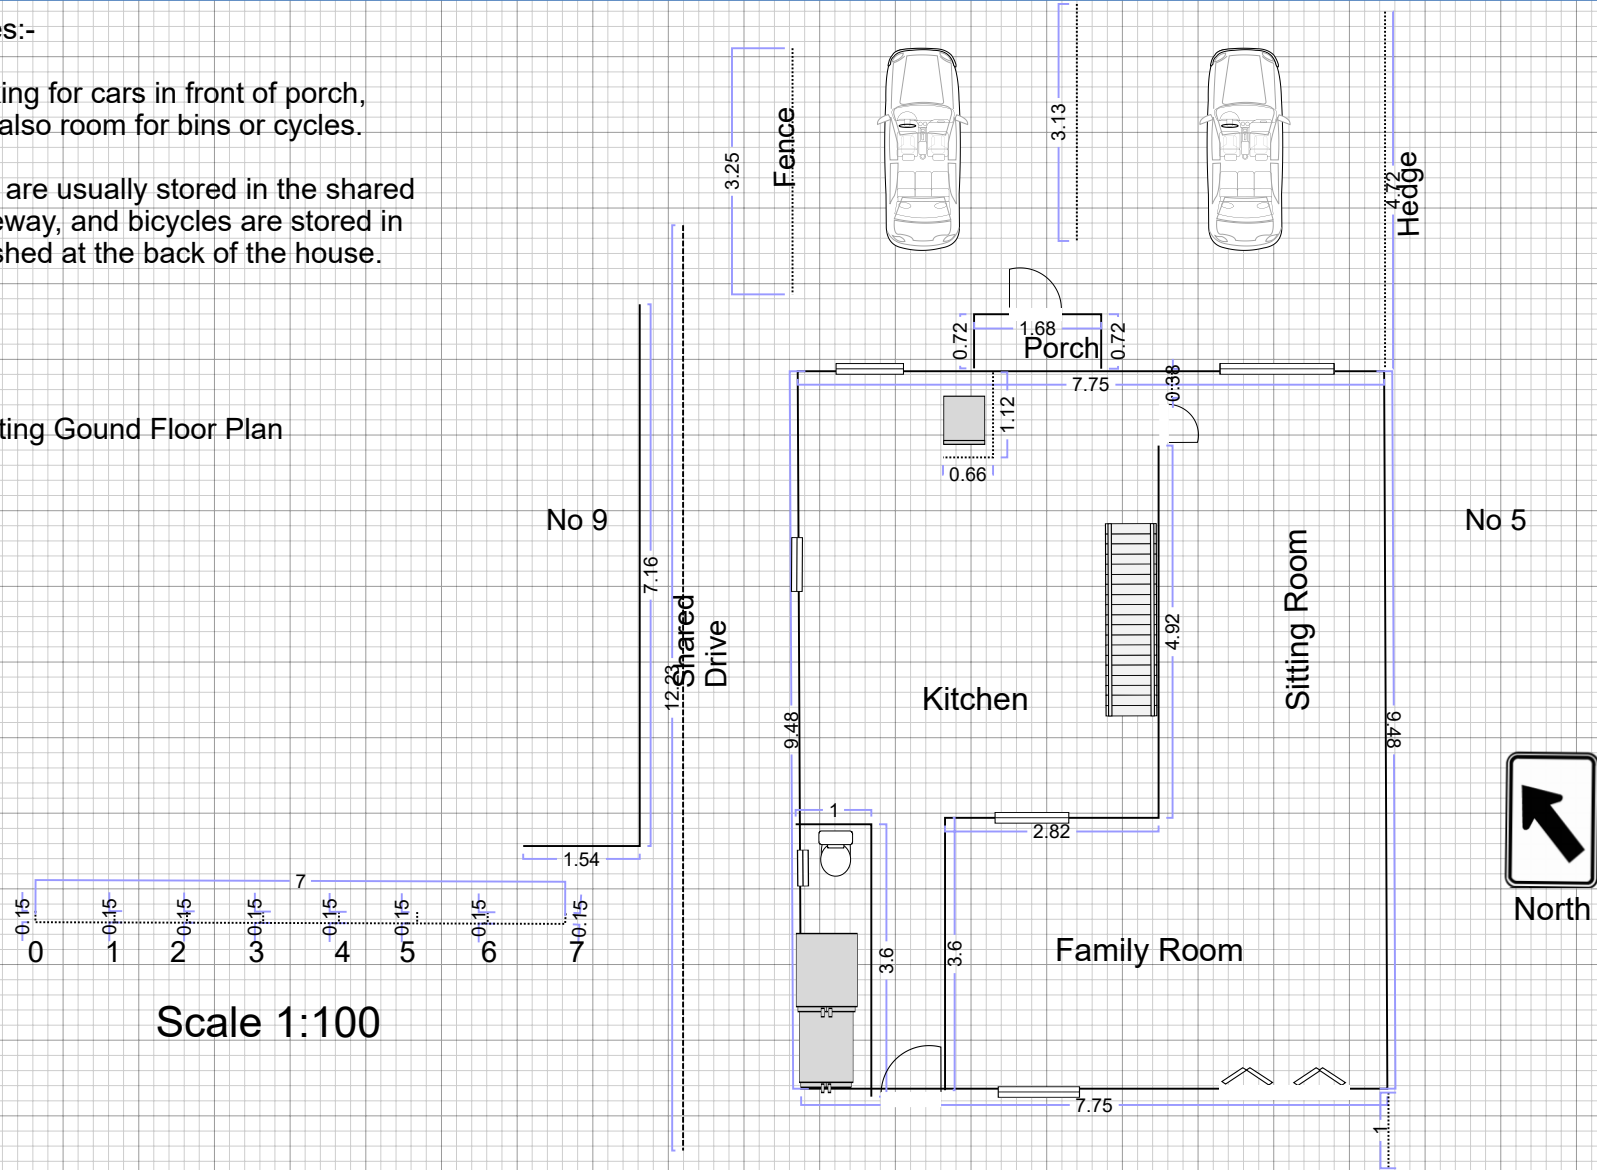 es:-
ing for cars in front of porch,
also room for bins or cycles.
are usually stored in the shared
eway, and bicycles are stored in
shed at the back of the house.
ting Gound Floor Plan
3.25
Fence
3.13
4.72
Hedge
0.72
1.68
0.72
Porch
7.75
0.38
1.12
0.66
No 9
No 5
7.16
Shared
Drive
12.23
4.92
Sitting Room
Kitchen
9.48
9.48
1
2.82
1.54
7
0.15
0.15
0.15
0.15
0.15
0.15
0.15
0.15
0 1 2 3 4 5 6 7
3.6
3.6
Family Room
North
Scale 1:100
7.75
1